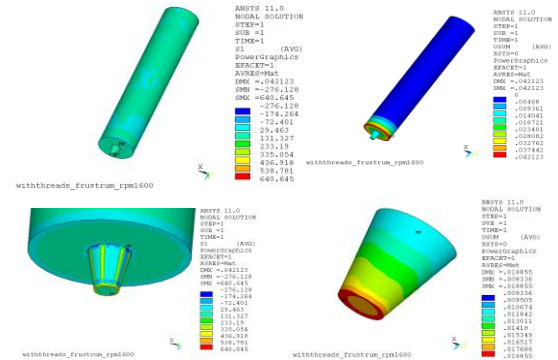 ANSYS 11.0
NODAL SOLUTION
STEP=1
SUB =1
TIME=1
S1 (AVG)
PowerGraphics
EFACET=1
AVRES=Mat
DMX =.042123
SMN =-276.128
SMX =640.645
-276.128
-174.264
-72.401
29.463
131.327
233.19
335.054
436.918
538.781
640.645
X
withthreads_frustrum_rpm1600
ANSYS 11.0
NODAL SOLUTION
STEP=1
SUB =1
TIME=1
USUM (AVG)
RSYS=0
PowerGraphics
EFACET=1
AVRES=Mat
DMX =.042123
SMX =.042123
0
.00468
.009361
.014041
.018721
.023401
.028082
.032762
.037442
.042123
X
withthreads_frustrum_rpm1600
ANSYS 11.0
NODAL SOLUTION
STEP=1
SUB =1
TIME=1
S1 (AVG)
PowerGraphics
EFACET=1
AVRES=Mat
DMX =.042123
SMN =-276.128
SMX =640.645
-276.128
-174.264
-72.401
29.463
131.327
233.19
335.054
436.918
538.781
640.645
withthreads_frustrum_rpm1600
ANSYS 11.0
NODAL SOLUTION
STEP=1
SUB =1
TIME=1
USUM (AVG)
RSYS=0
PowerGraphics
EFACET=1
AVRES=Mat
DMX =.018855
SMN =.008336
SMX =.018855
.008336
.009505
.010674
.011842
.013011
.01418
.015349
.016517
.017686
.018855
X
withthreads_frustrum_rpm1600